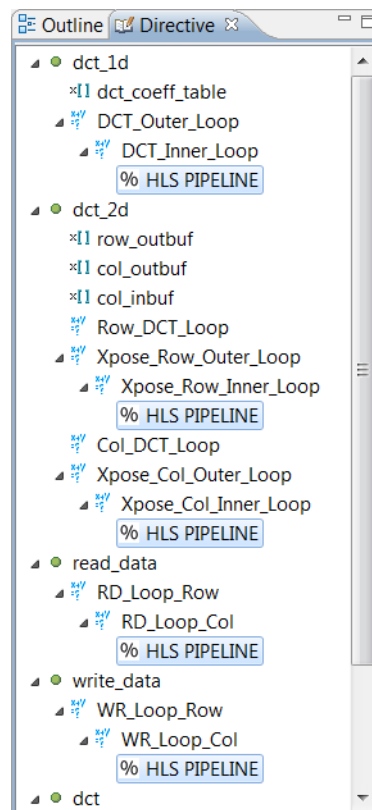 Outline Directive
dct_1d
x[] dct_coeff_table
DCT_Outer_Loop
DCT_Inner_Loop
% HLS PIPELINE
dct_2d
x[] row_outbuf
x[] col_outbuf
x[] col_inbuf
Row_DCT_Loop
Xpose_Row_Outer_Loop
Xpose_Row_Inner_Loop
% HLS PIPELINE
Col_DCT_Loop
Xpose_Col_Outer_Loop
Xpose_Col_Inner_Loop
% HLS PIPELINE
read_data
RD_Loop_Row
RD_Loop_Col
% HLS PIPELINE
write_data
WR_Loop_Row
WR_Loop_Col
% HLS PIPELINE
dct